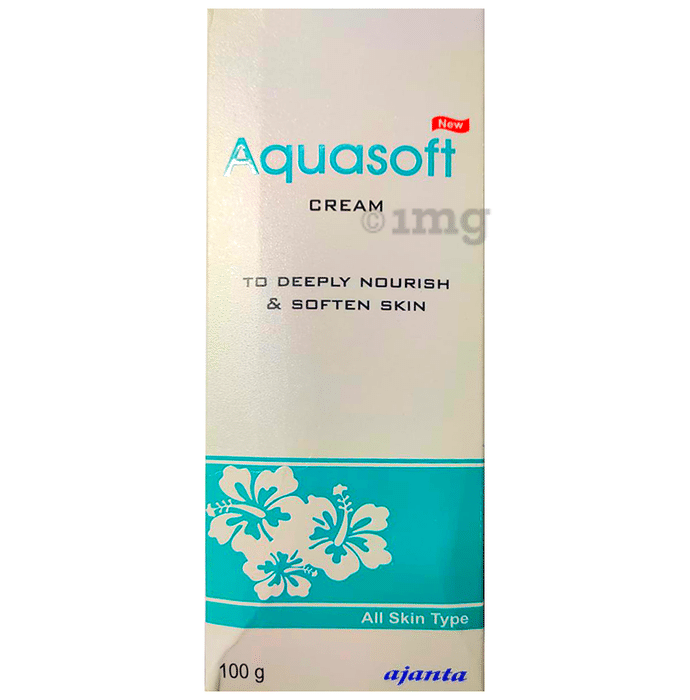 New
Aquasoft
CREAM
©1mg
TO DEEPLY NOURISH
& SOFTEN SKIN
All Skin Type
100 g
ajanta